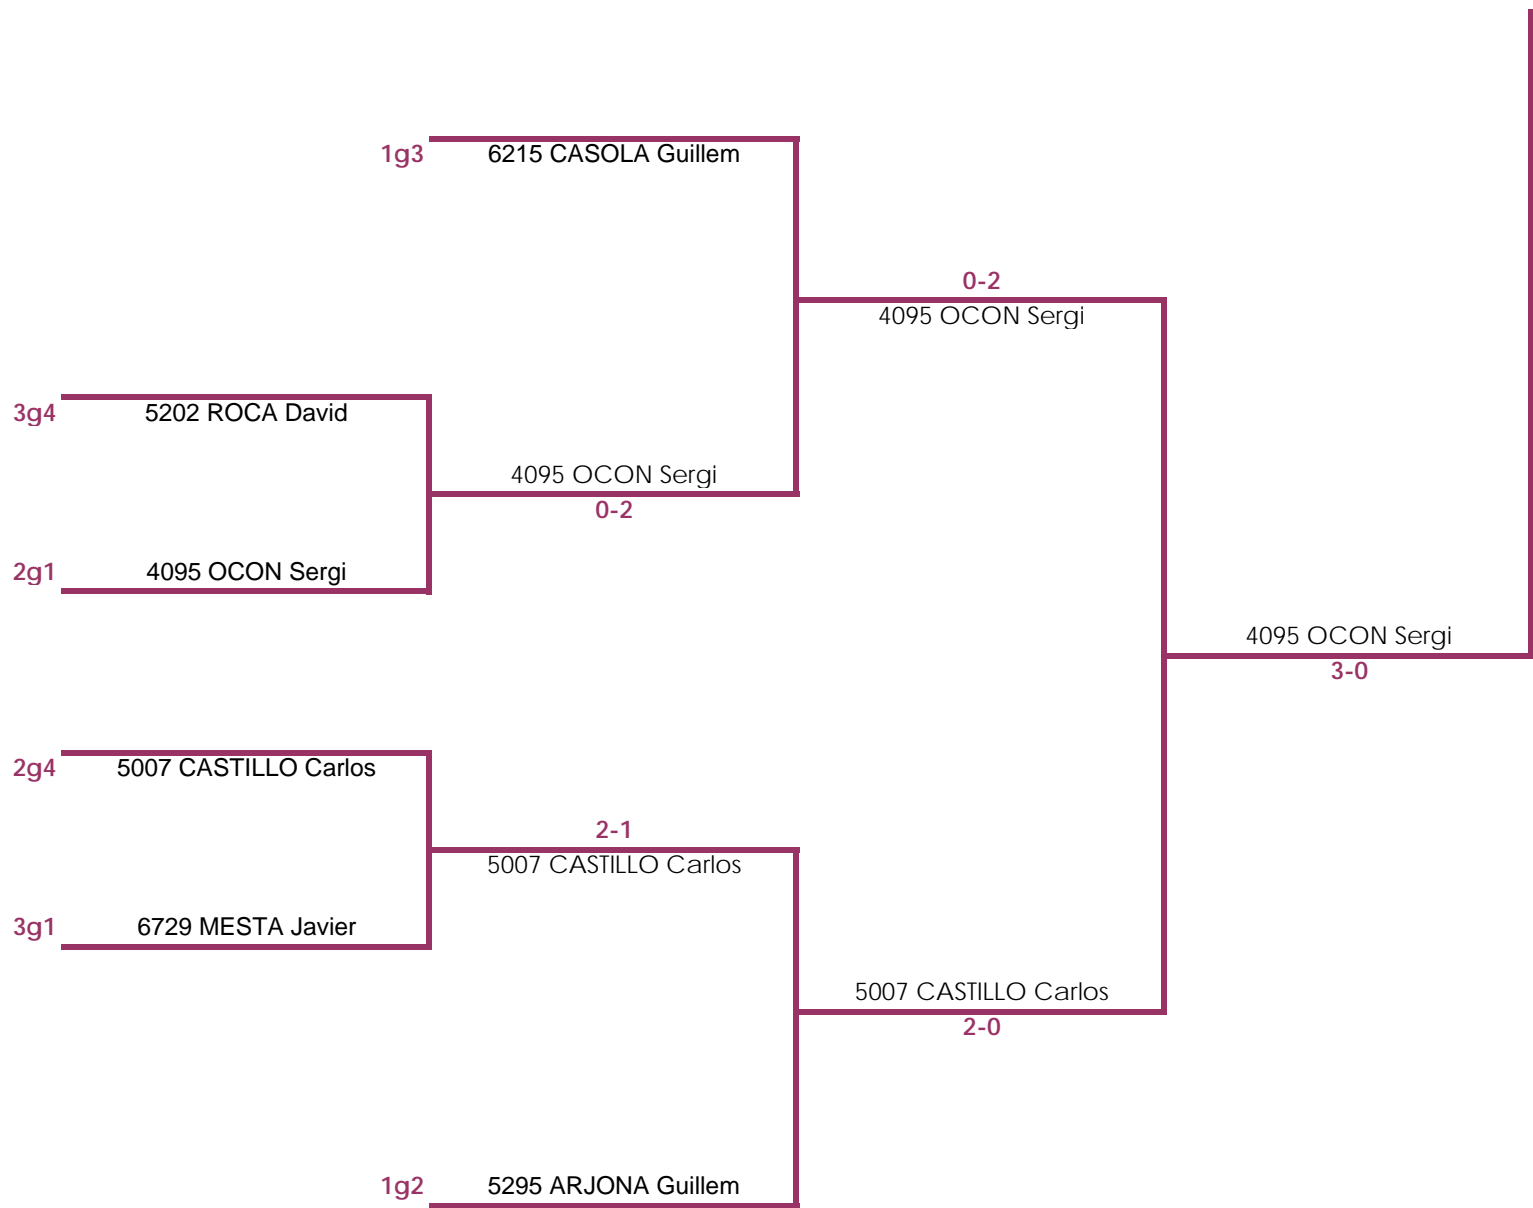 1g3
6215 CASOLA Guillem
0-2
4095 OCON Sergi
3g4
5202 ROCA David
4095 OCON Sergi
0-2
2g1
4095 OCON Sergi
4095 OCON Sergi
3-0
2g4
5007 CASTILLO Carlos
2-1
5007 CASTILLO Carlos
3g1
6729 MESTA Javier
5007 CASTILLO Carlos
2-0
1g2
5295 ARJONA Guillem